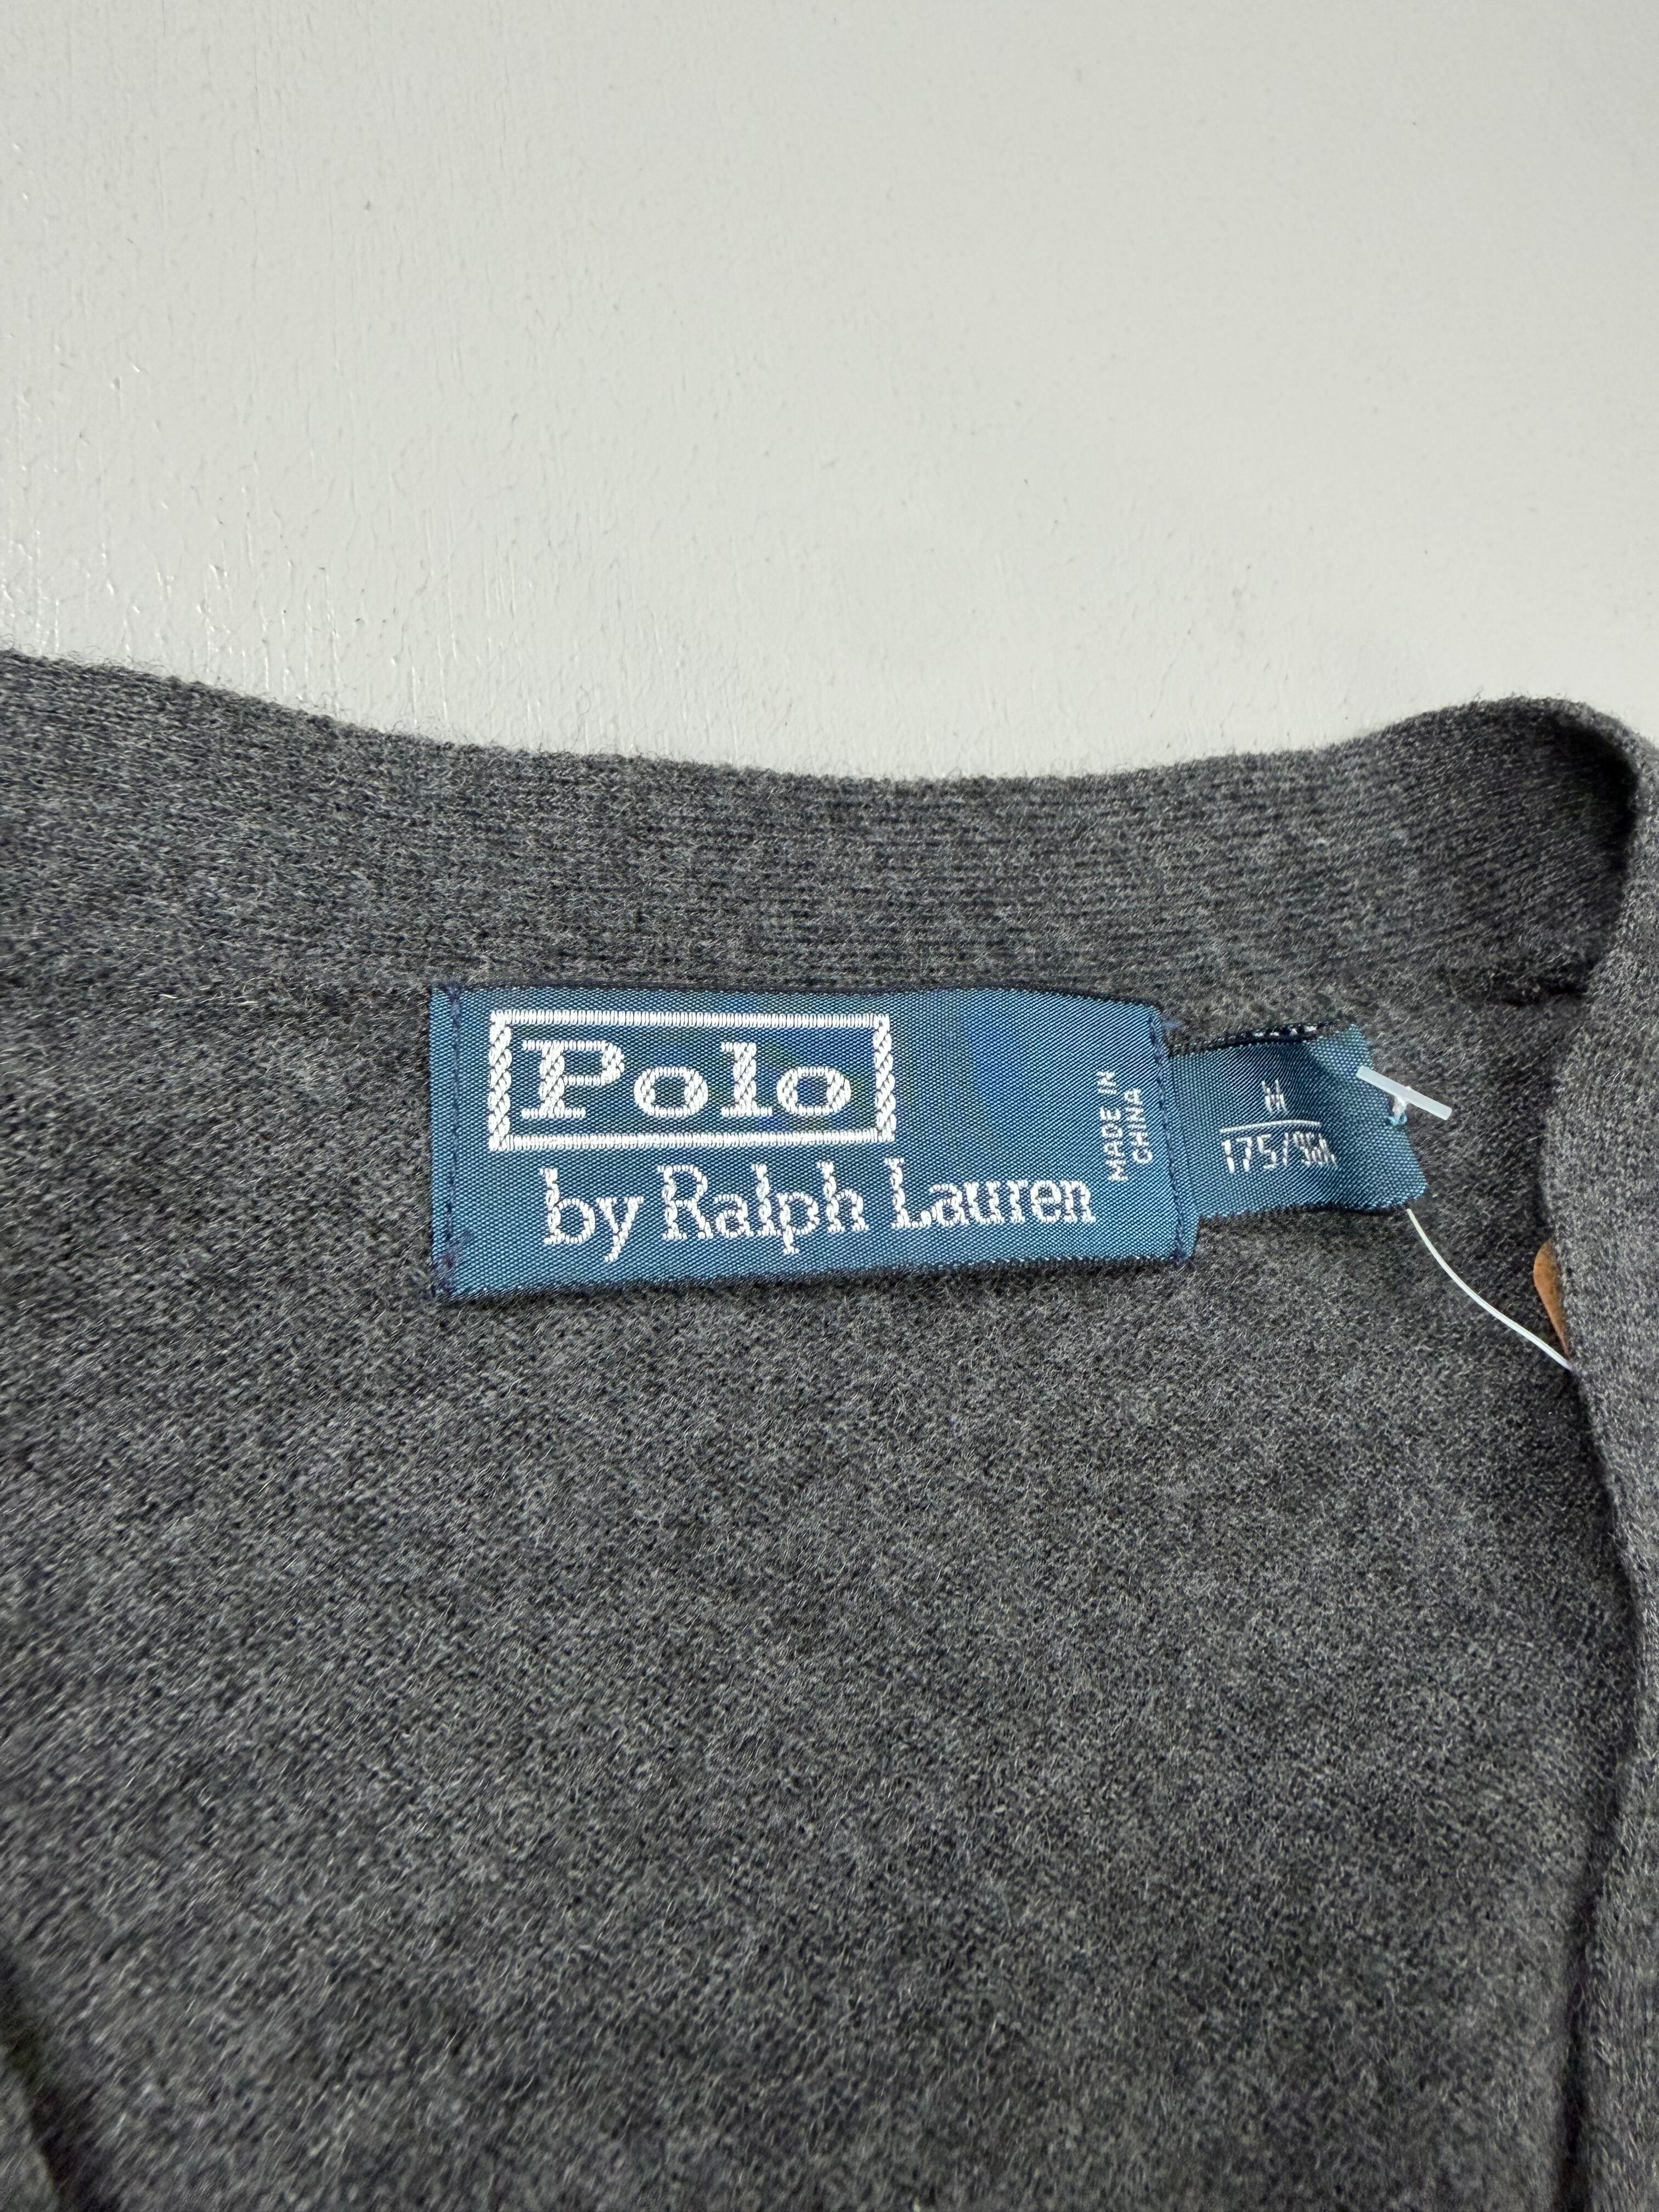 Polo
by Ralph Lauren
MADE IN
CHINA
M
175/96A